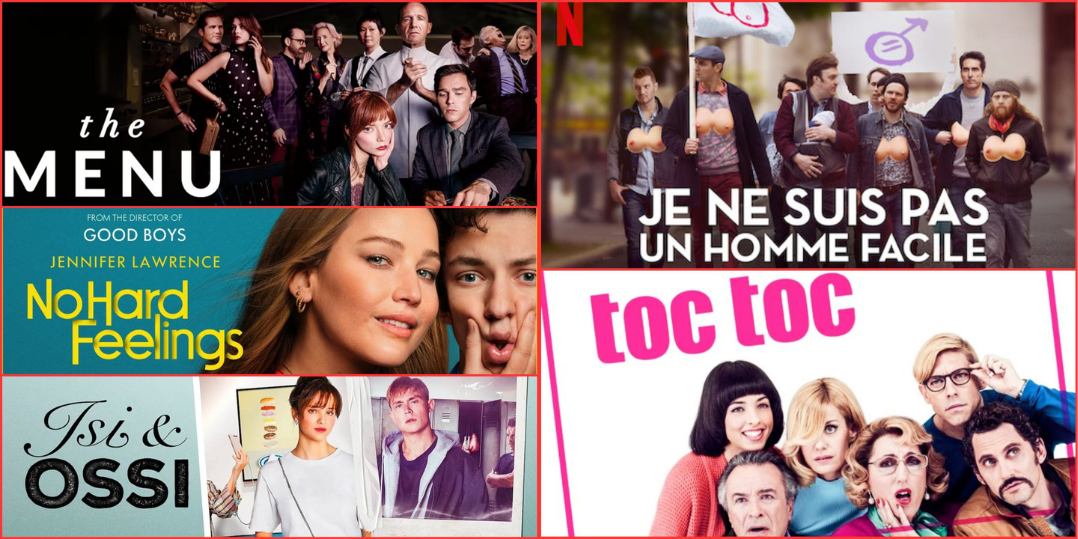 the
MENU
FROM THE DIRECTOR OF
GOOD BOYS
JENNIFER LAWRENCE
No Hard
Feelings
Isi &
OSSI
N
JE NE SUIS PAS
UN HOMME FACILE
toc toc